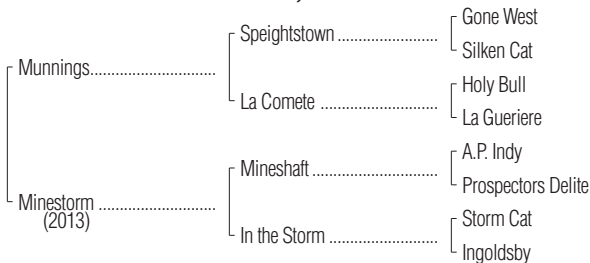 Gone West
Speightstown ....................
Silken Cat
Munnings.........................
Holy Bull
La Comete .......................
La Gueriere
A.P. Indy
Mineshaft .........................
Prospectors Delite
Minestorm .......................
(2013)
Storm Cat
In the Storm .....................
Ingoldsby